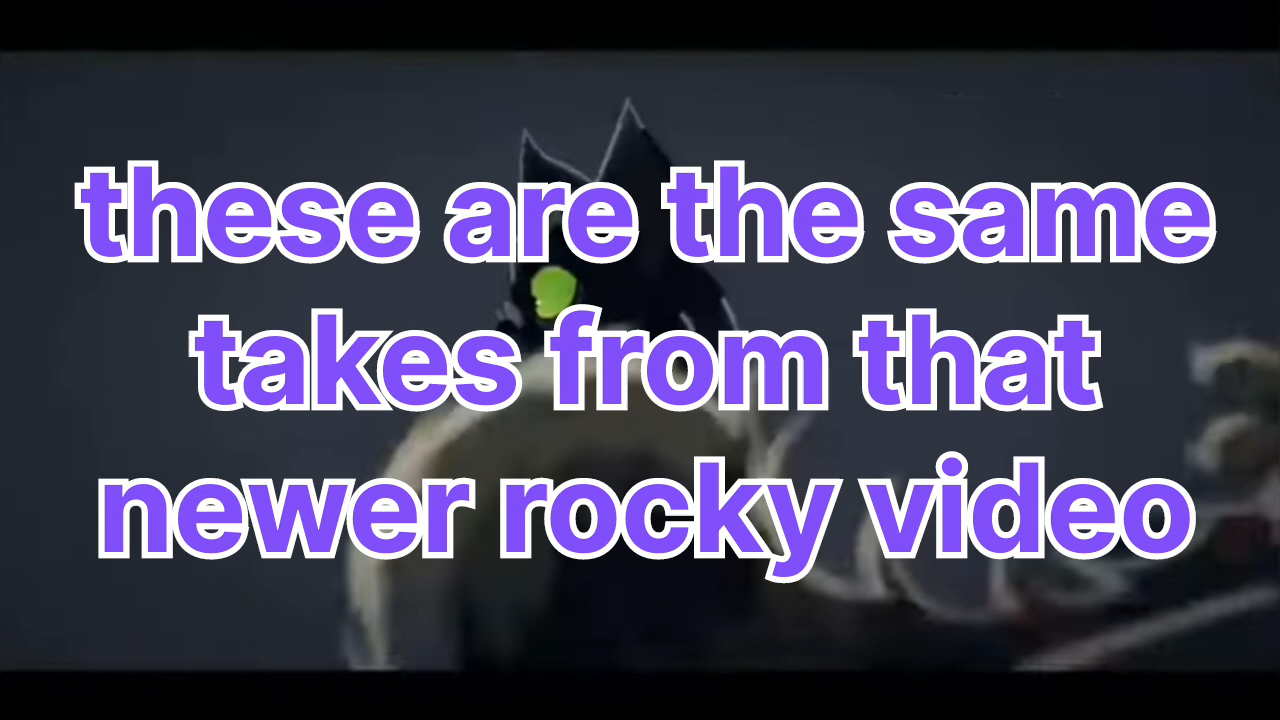 these are the same
takes from that
newer rocky video